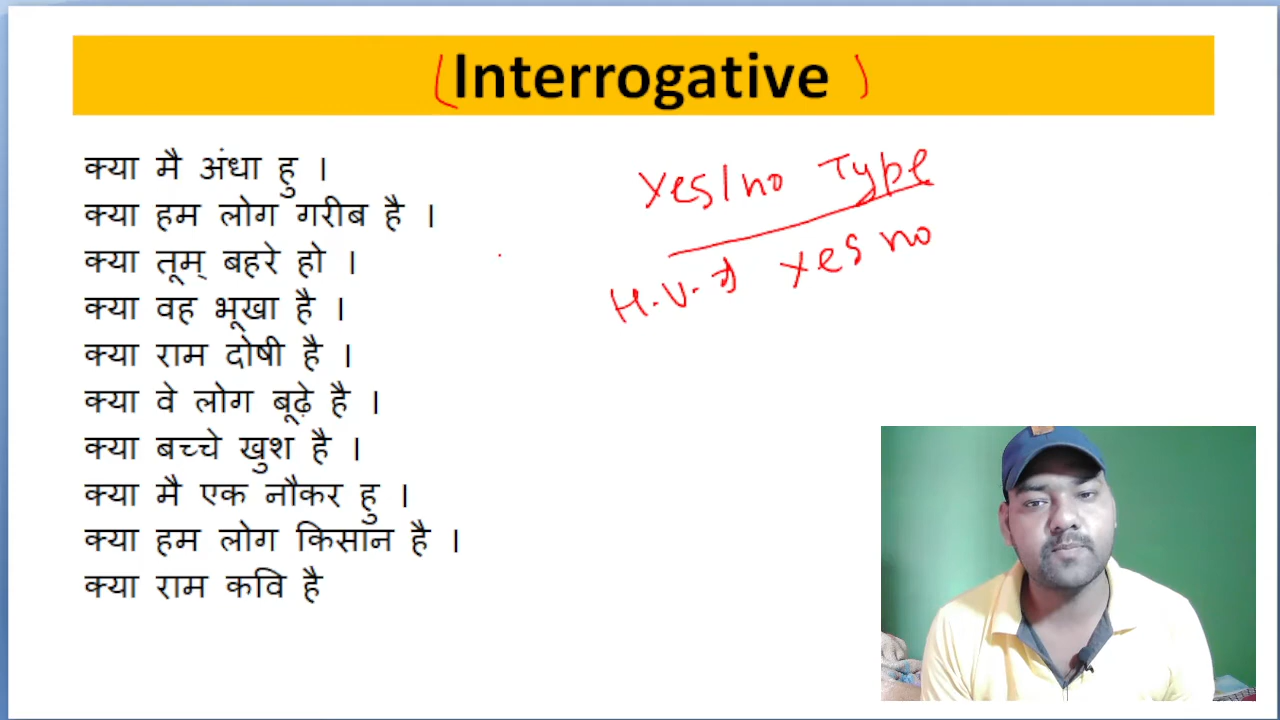 (Interrogative)
क्या मै अंधा हु ।
क्या हम लोग गरीब है ।
क्या तूम् बहरे हो ।
क्या वह भूखा है ।
क्या राम दोषी है ।
क्या वे लोग बूढ़े है ।
क्या बच्चे खुश है ।
क्या मै एक नौकर हु ।
क्या हम लोग किसान है ।
क्या राम कवि है
Yes/no Type
H.V. Yes no